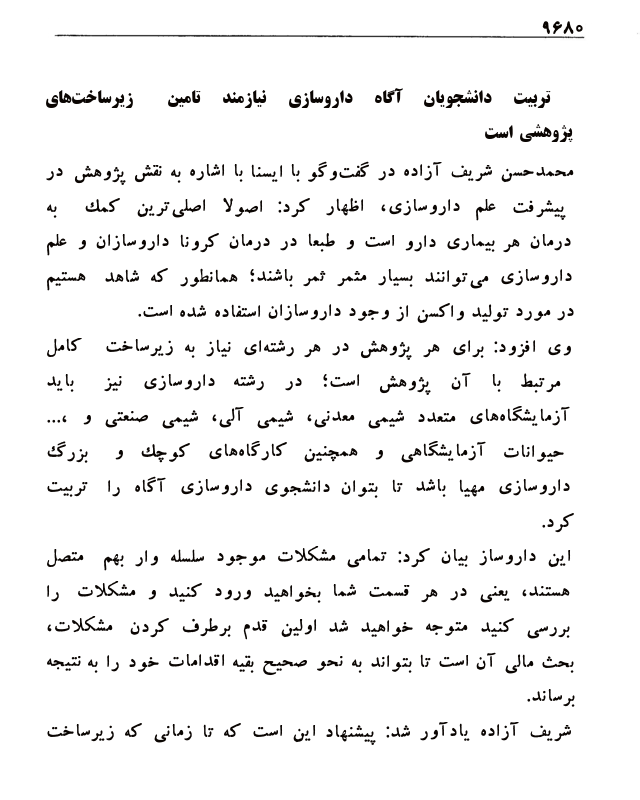 ۹۶۸۰
تربیت دانشجویان آگاه داروسازی نیازمند تامین زیرساخت‌های
پژوهشی است
محمدحسن شریف آزاده در گفت‌وگو با ایسنا با اشاره به نقش پژوهش در
پیشرفت علم داروسازی، اظهار کرد: اصولا اصلی‌ترین کمك به
درمان هر بیماری دارو است و طبعا در درمان کرونا داروسازان و علم
داروسازی می‌توانند بسیار مثمر ثمر باشند؛ همانطور که شاهد هستیم
در مورد تولید واکسن از وجود داروسازان استفاده شده است.
وی افزود: برای هر پژوهش در هر رشته‌ای نیاز به زیرساخت کامل
مرتبط با آن پژوهش است؛ در رشته داروسازی نیز باید
آزمایشگاه‌های متعدد شیمی معدنی، شیمی آلی، شیمی صنعتی و ،...
حیوانات آزمایشگاهی و همچنین کارگاه‌های کوچك و بزرگ
داروسازی مهیا باشد تا بتوان دانشجوی داروسازی آگاه را تربیت
کرد.
این داروساز بیان کرد: تمامی مشکلات موجود سلسله وار بهم متصل
هستند، یعنی در هر قسمت شما بخواهید ورود کنید و مشکلات را
بررسی کنید متوجه خواهید شد اولین قدم برطرف کردن مشکلات،
بحث مالی آن است تا بتواند به نحو صحیح بقیه اقدامات خود را به نتیجه
برساند.
شریف آزاده یادآور شد: پیشنهاد این است که تا زمانی که زیرساخت